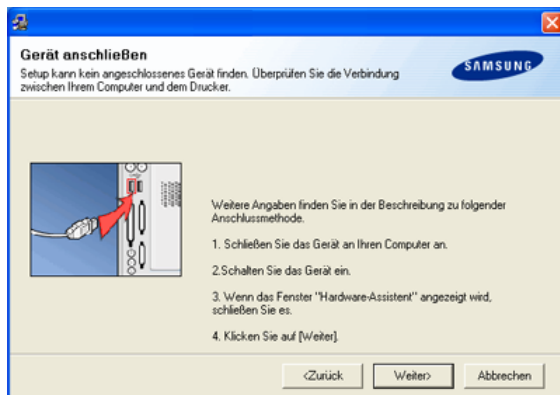 Gerät anschließen
Setup kann kein angeschlossenes Gerät finden. Überprüfen Sie die Verbindung
zwischen Ihrem Computer und dem Drucker.
SAMSUNG
Weitere Angaben finden Sie in der Beschreibung zu folgender
Anschlussmethode.
1. Schließen Sie das Gerät an Ihren Computer an.
2.Schalten Sie das Gerät ein.
3. Wenn das Fenster "Hardware-Assistent" angezeigt wird,
schließen Sie es.
4. Klicken Sie auf [Weiter].
<Zurück
Weiter>
Abbrechen